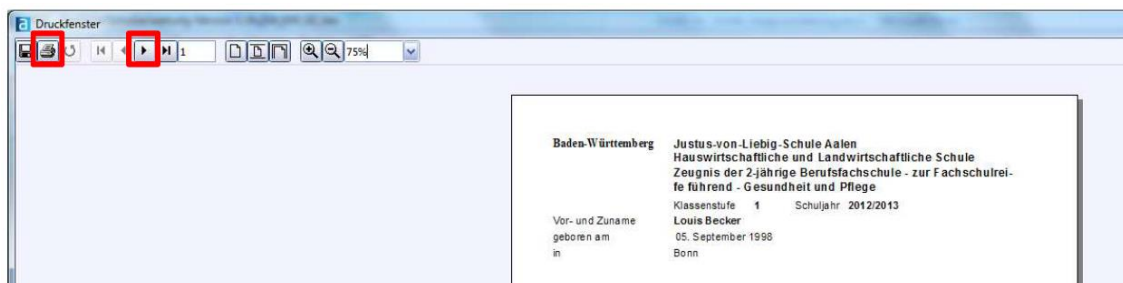 Druckfenster
1
75%
Baden-Württemberg Justus-von-Liebig-Schule Aalen
Hauswirtschaftliche und Landwirtschaftliche Schule
Zeugnis der 2-jährige Berufsfachschule - zur Fachschulrei-
fe führend - Gesundheit und Pflege
Klassenstufe 1 Schuljahr 2012/2013
Vor- und Zuname Louis Becker
geboren am 05. September 1998
in Bonn